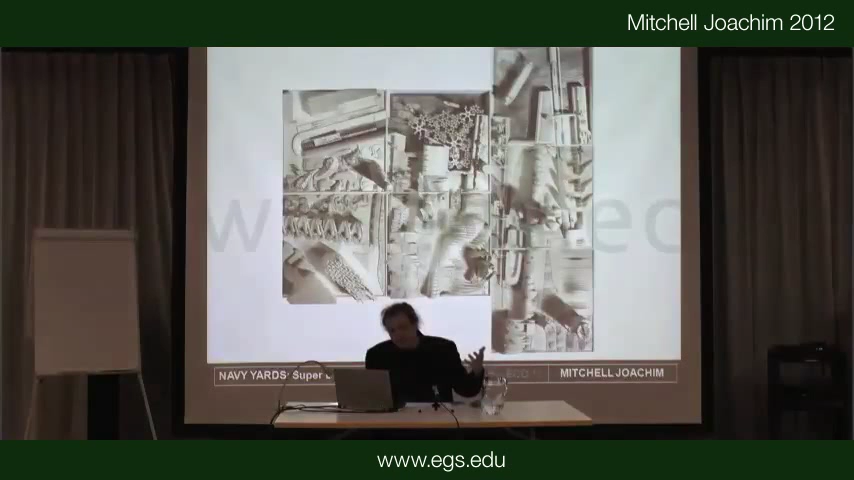 Mitchell Joachim 2012
NAVY YARDS: Super
MITCHELL JOACHIM
www.egs.edu